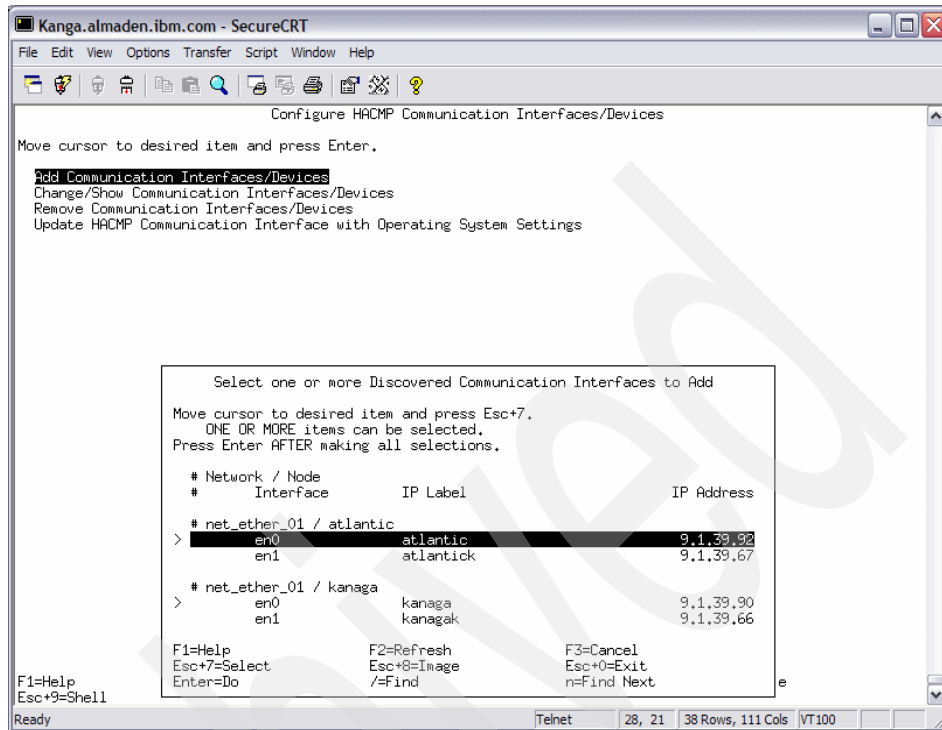 Kanga.almaden.ibm.com - SecureCRT
File Edit View Options Transfer Script Window Help
Configure HACMP Communication Interfaces/Devices
Move cursor to desired item and press Enter.
Add Communication Interfaces/Devices
Change/Show Communication Interfaces/Devices
Remove Communication Interfaces/Devices
Update HACMP Communication Interface with Operating System Settings
Select one or more Discovered Communication Interfaces to Add
Move cursor to desired item and press Esc+7.
ONE OR MORE items can be selected.
Press Enter AFTER making all selections.
# Network / Node
# Interface IP Label IP Address
# net_ether_01 / atlantic
> en0 atlantic 9.1.39.92
en1 atlantick 9.1.39.67
# net_ether_01 / kanaga
> en0 kanaga 9.1.39.90
en1 kanagak 9.1.39.66
F1=Help F2=Refresh F3=Cancel
Esc+7=Select Esc+8=Image Esc+0=Exit
F1=Help Enter=Do /=Find n=Find Next e
Esc+9=Shell
Ready Telnet 28, 21 38 Rows, 111 Cols VT100